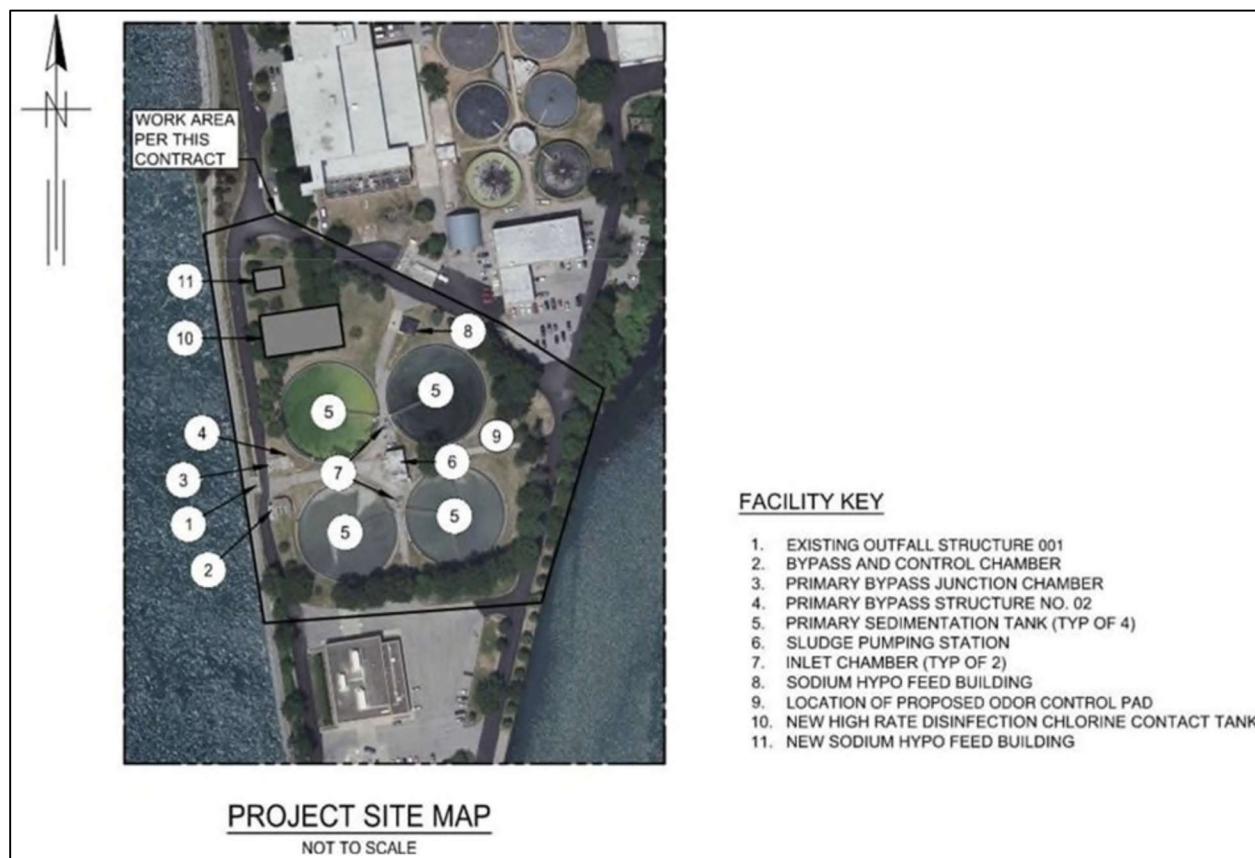 N
WORK AREA
PER THIS
CONTRACT
11
10
8
5
5
9
4
7
6
3
1
5
5
2
FACILITY KEY
1. EXISTING OUTFALL STRUCTURE 001
2. BYPASS AND CONTROL CHAMBER
3. PRIMARY BYPASS JUNCTION CHAMBER
4. PRIMARY BYPASS STRUCTURE NO. 02
5. PRIMARY SEDIMENTATION TANK (TYP OF 4)
6. SLUDGE PUMPING STATION
7. INLET CHAMBER (TYP OF 2)
8. SODIUM HYPO FEED BUILDING
9. LOCATION OF PROPOSED ODOR CONTROL PAD
10. NEW HIGH RATE DISINFECTION CHLORINE CONTACT TANK
11. NEW SODIUM HYPO FEED BUILDING
PROJECT SITE MAP
NOT TO SCALE